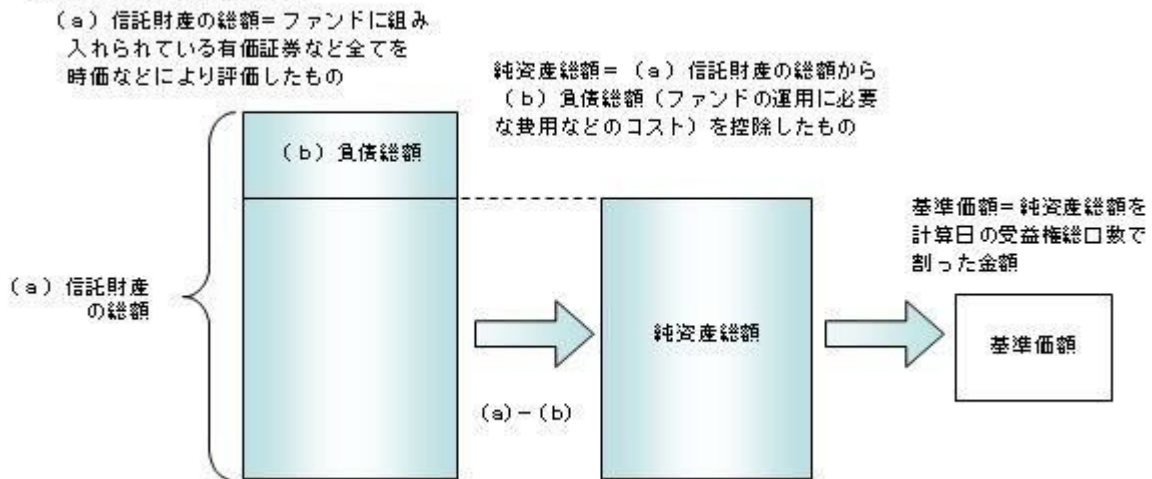 （a）信託財産の総額＝ファンドに組み
入れられている有価証券など全てを
時価などにより評価したもの
純資産総額＝（a）信託財産の総額から
（b）負債総額（ファンドの運用に必要
な費用などのコスト）を控除したもの
（b）負債総額
基準価額＝純資産総額を
計算日の受益権総口数で
割った金額
（a）信託財産
の総額
純資産総額
基準価額
（a）－（b）